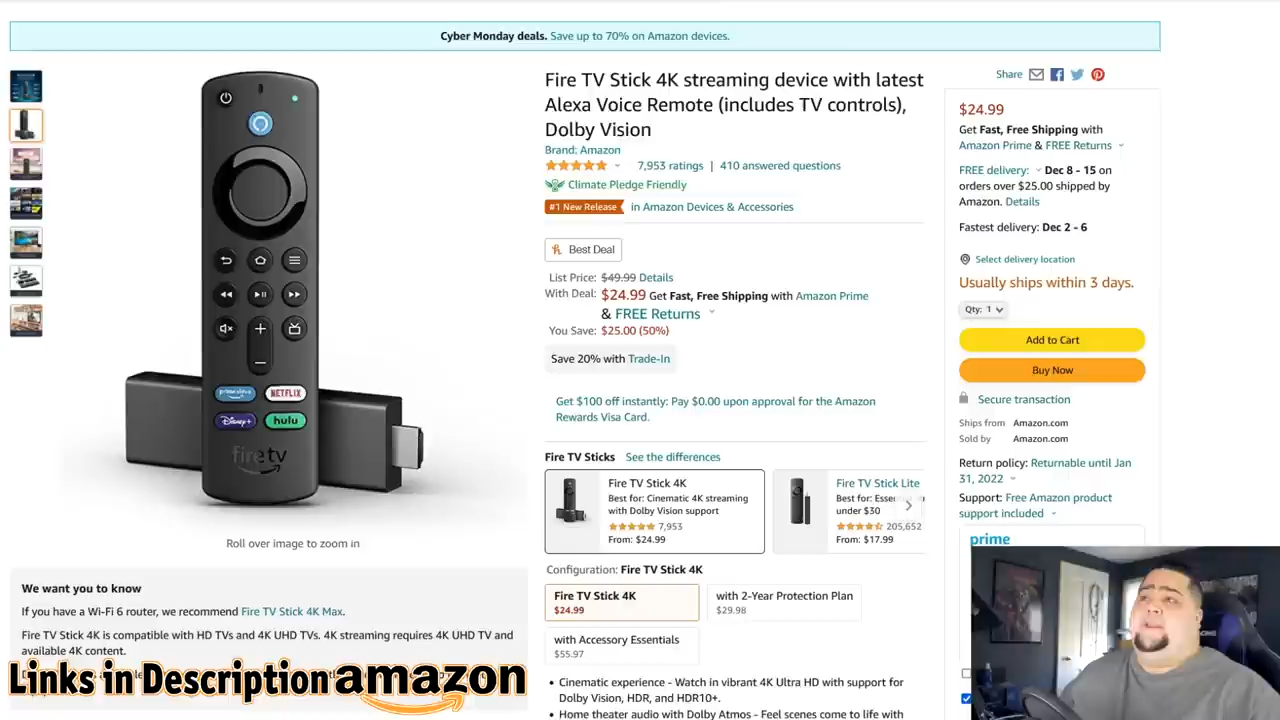 Cyber Monday deals. Save up to 70% on Amazon devices.
Fire TV Stick 4K streaming device with latest
Alexa Voice Remote (includes TV controls),
Dolby Vision
Brand: Amazon
7,953 ratings | 410 answered questions
Climate Pledge Friendly
#1 New Release in Amazon Devices & Accessories
Best Deal
List Price: $49.99 Details
With Deal: $24.99 Get Fast, Free Shipping with Amazon Prime
& FREE Returns
You Save: $25.00 (50%)
Save 20% with Trade-In
Get $100 off instantly: Pay $0.00 upon approval for the Amazon
Rewards Visa Card.
Fire TV Sticks See the differences
Fire TV Stick 4K
Best for: Cinematic 4K streaming
with Dolby Vision support
7,953
From: $24.99
Fire TV Stick Lite
Best for:
under $30
205,652
From: $17.99
Configuration: Fire TV Stick 4K
Fire TV Stick 4K
$24.99
with 2-Year Protection Plan
$29.98
with Accessory Essentials
$55.97
• Cinematic experience - Watch in vibrant 4K Ultra HD with support for
Dolby Vision, HDR, and HDR10+.
• Home theater audio with Dolby Atmos - Feel scenes come to life with
Share
$24.99
Get Fast, Free Shipping with
Amazon Prime & FREE Returns
FREE delivery: Dec 8 - 15 on
orders over $25.00 shipped by
Amazon. Details
Fastest delivery: Dec 2 - 6
Select delivery location
Usually ships within 3 days.
Qty: 1
Add to Cart
Buy Now
Secure transaction
Ships from Amazon.com
Sold by Amazon.com
Return policy: Returnable until Jan
31, 2022
Support: Free Amazon product
support included
prime
prime video
NETFLIX
Disney+
hulu
fire tv
Roll over image to zoom in
We want you to know
If you have a Wi-Fi 6 router, we recommend Fire TV Stick 4K Max.
Fire TV Stick 4K is compatible with HD TVs and 4K UHD TVs. 4K streaming requires 4K UHD TV and
available 4K content.
Links in Description amazon